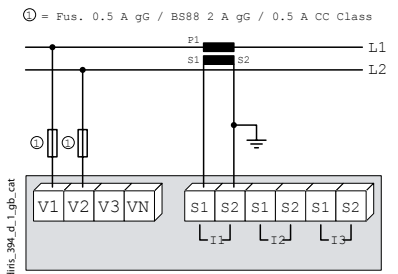 ① = Fus. 0.5 A gG / BS88 2 A gG / 0.5 A CC Class
P1
L1
S1 S2
L2
① ①
V1 V2 V3 VN S1 S2 S1 S2 S1 S2
I1 I2 I3
liris_394_d_1_gb_cat